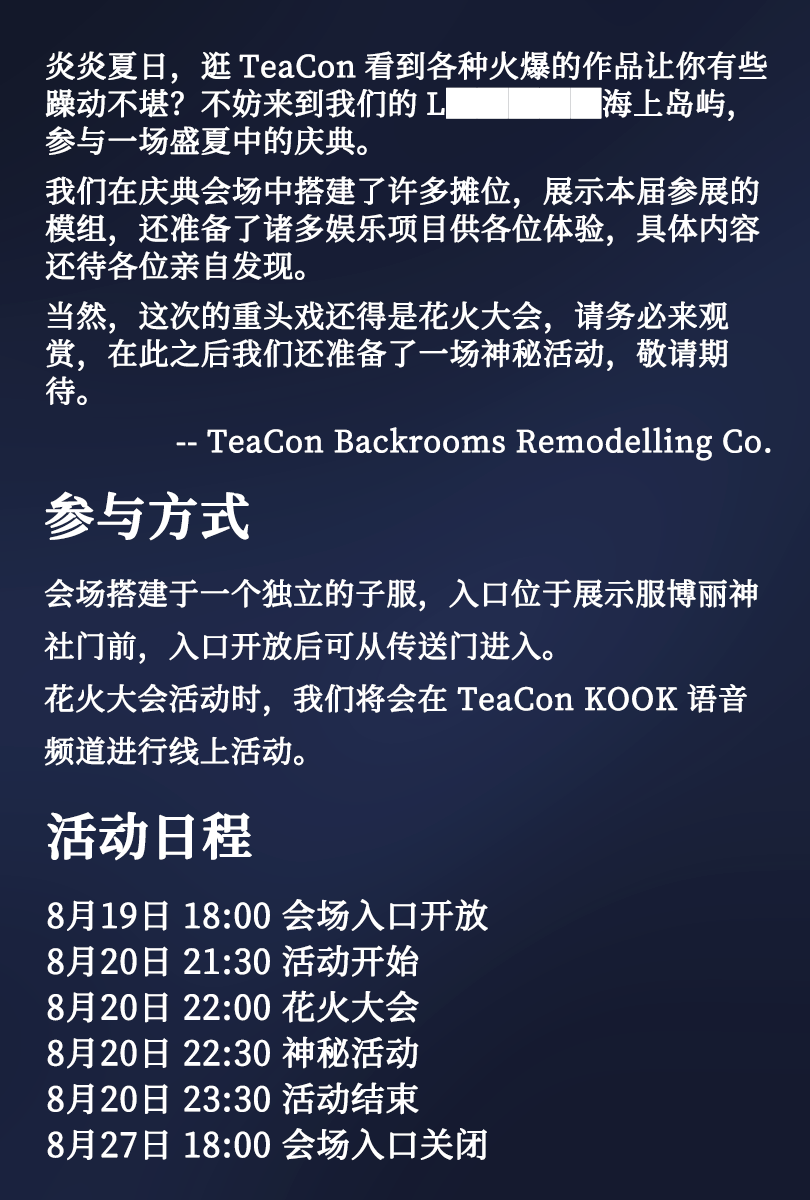 炎炎夏日，逛 TeaCon 看到各种火爆的作品让你有些
躁动不堪？不妨来到我们的 L█████海上岛屿，
参与一场盛夏中的庆典。
我们在庆典会场中搭建了许多摊位，展示本届参展的
模组，还准备了诸多娱乐项目供各位体验，具体内容
还待各位亲自发现。
当然，这次的重头戏还得是花火大会，请务必来观
赏，在此之后我们还准备了一场神秘活动，敬请期
待。
-- TeaCon Backrooms Remodelling Co.
参与方式
会场搭建于一个独立的子服，入口位于展示服博丽神
社门前，入口开放后可从传送门进入。
花火大会活动时，我们将会在 TeaCon KOOK 语音
频道进行线上活动。
活动日程
8月19日 18:00 会场入口开放
8月20日 21:30 活动开始
8月20日 22:00 花火大会
8月20日 22:30 神秘活动
8月20日 23:30 活动结束
8月27日 18:00 会场入口关闭